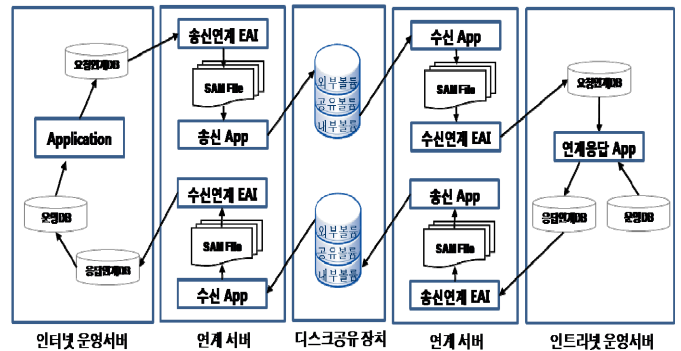 송신연계 EAI
SAM File
송신 App
수신연계 EAI
SAM File
수신 App
요청연계DB
Application
운영DB
응답연계DB
외부볼륨
공유볼륨
내부볼륨
외부볼륨
공유볼륨
내부볼륨
수신 App
SAM File
수신연계 EAI
송신 App
SAM File
송신연계 EAI
요청연계DB
연계응답 App
응답연계DB
운영DB
인터넷 운영서버
연계 서버
디스크공유 장치
연계 서버
인트라넷 운영서버